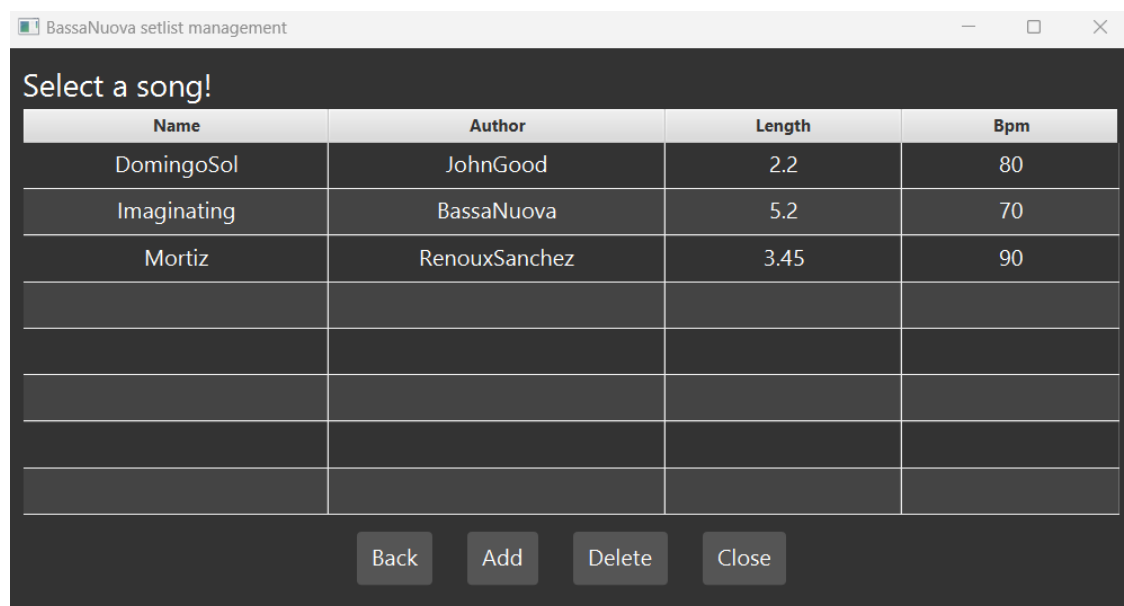 BassaNuova setlist management
Select a song!
Name Author Length Bpm
DomingoSol JohnGood 2.2 80
Imaginating BassaNuova 5.2 70
Mortiz RenouxSanchez 3.45 90
Back Add Delete Close